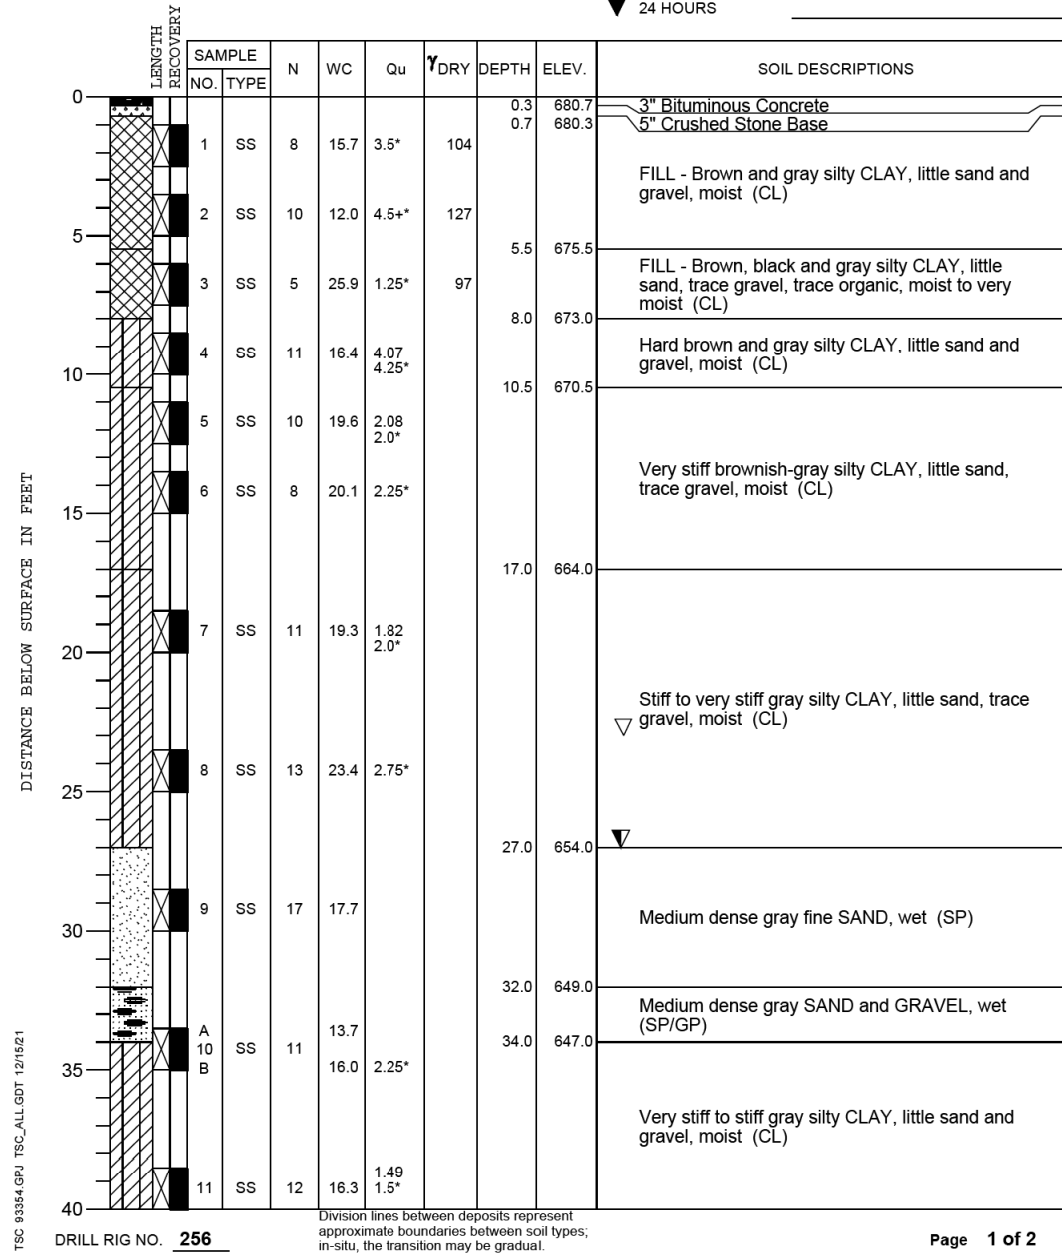 24 HOURS
LENGTH
RECOVERY
SAMPLE
NO. TYPE N WC Qu γDRY DEPTH ELEV. SOIL DESCRIPTIONS
0 0.3 680.7 3" Bituminous Concrete
0.7 680.3 5" Crushed Stone Base
1 SS 8 15.7 3.5* 104
FILL - Brown and gray silty CLAY, little sand and
gravel, moist (CL)
2 SS 10 12.0 4.5+* 127
5
5.5 675.5
FILL - Brown, black and gray silty CLAY, little
3 SS 5 25.9 1.25* 97 sand, trace gravel, trace organic, moist to very
moist (CL)
8.0 673.0
Hard brown and gray silty CLAY, little sand and
4 SS 11 16.4 4.07
gravel, moist (CL)
4.25*
10
10.5 670.5
5 SS 10 19.6 2.08
2.0*
Very stiff brownish-gray silty CLAY, little sand,
6 SS 8 20.1 2.25* trace gravel, moist (CL)
15
17.0 664.0
7 SS 11 19.3 1.82
2.0*
20
Stiff to very stiff gray silty CLAY, little sand, trace
gravel, moist (CL)
8 SS 13 23.4 2.75*
25
27.0 654.0
9 SS 17 17.7 Medium dense gray fine SAND, wet (SP)
30
32.0 649.0
Medium dense gray SAND and GRAVEL, wet
(SP/GP)
A 13.7
34.0 647.0
10 SS 11
35 B 16.0 2.25*
Very stiff to stiff gray silty CLAY, little sand and
gravel, moist (CL)
1.49
11 SS 12 16.3 1.5*
40
DISTANCE BELOW SURFACE IN FEET
TSC 93354.GPJ TSC_ALL.GDT 12/15/21
Division lines between deposits represent
approximate boundaries between soil types;
in-situ, the transition may be gradual.
DRILL RIG NO. 256
Page 1 of 2